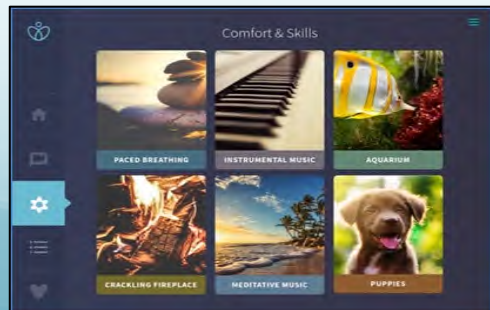 Comfort & Skills
PACED BREATHING
INSTRUMENTAL MUSIC
AQUARIUM
CRACKLING FIREPLACE
MEDITATIVE MUSIC
PUPPIES